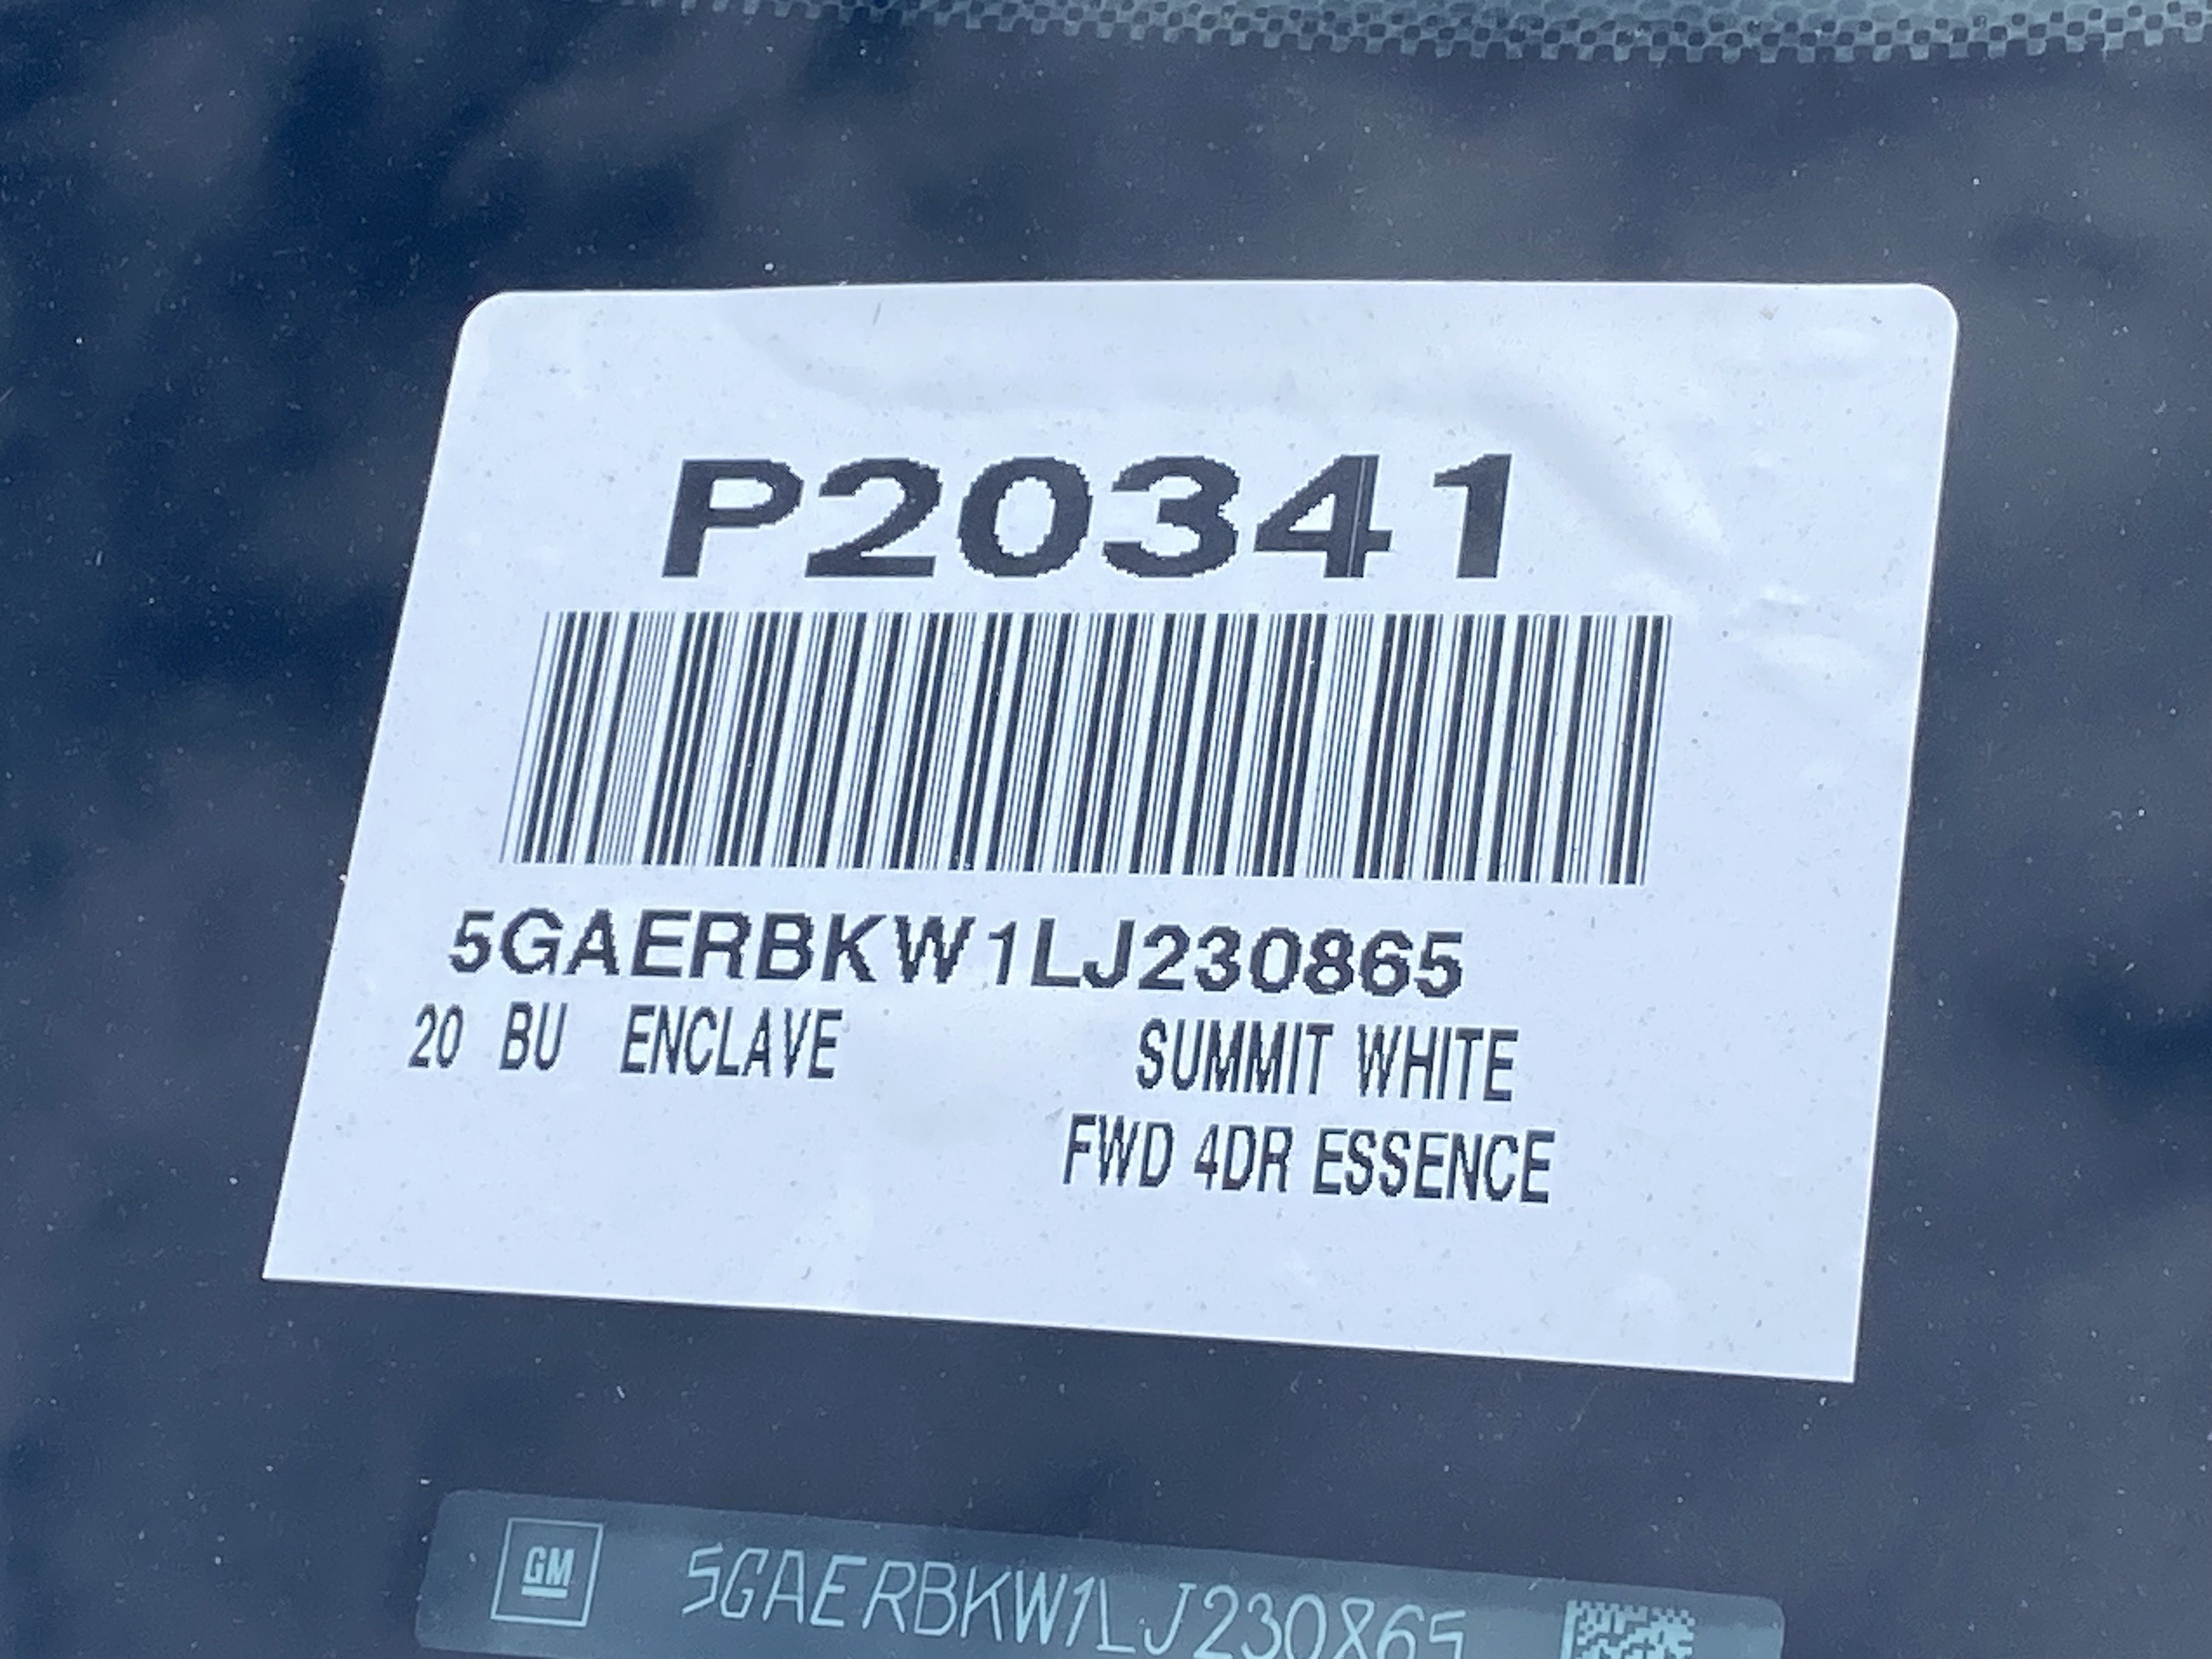 P20341
5GAERBKW1LJ230865
20 BU ENCLAVE SUMMIT WHITE
FWD 4DR ESSENCE
GM 5GAERBKW1LJ230865